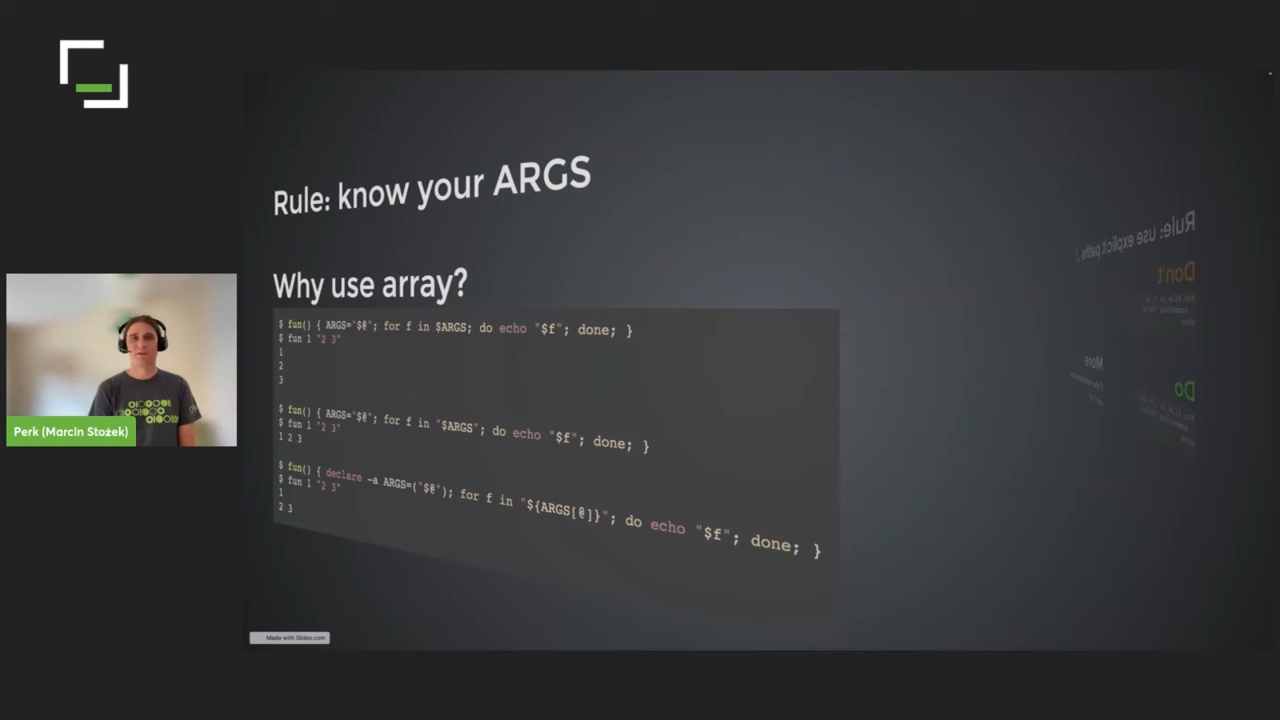 Rule: know your ARGS
Why use array?
$ fun() { ARGS="$@"; for f in $ARGS; do echo "$f"; done; }
$ fun 1 "2 3"
1
2
3
$ fun() { ARGS="$@"; for f in "$ARGS"; do echo "$f"; done; }
$ fun 1 "2 3"
1 2 3
$ fun() { declare -a ARGS=("$@"); for f in "${ARGS[@]}"; do echo "$f"; done; }
$ fun 1 "2 3"
1
2 3
Rule: use explicit paths /
Don't
More
Do
Perk (Marcin Stożek)
Made with Slides.com